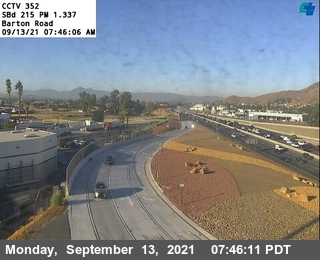 CCTV 352
SBd 215 PM 1.337
Barton Road
09/13/21 07:46:06 AM
Monday, September 13, 2021 07:46:11 PDT